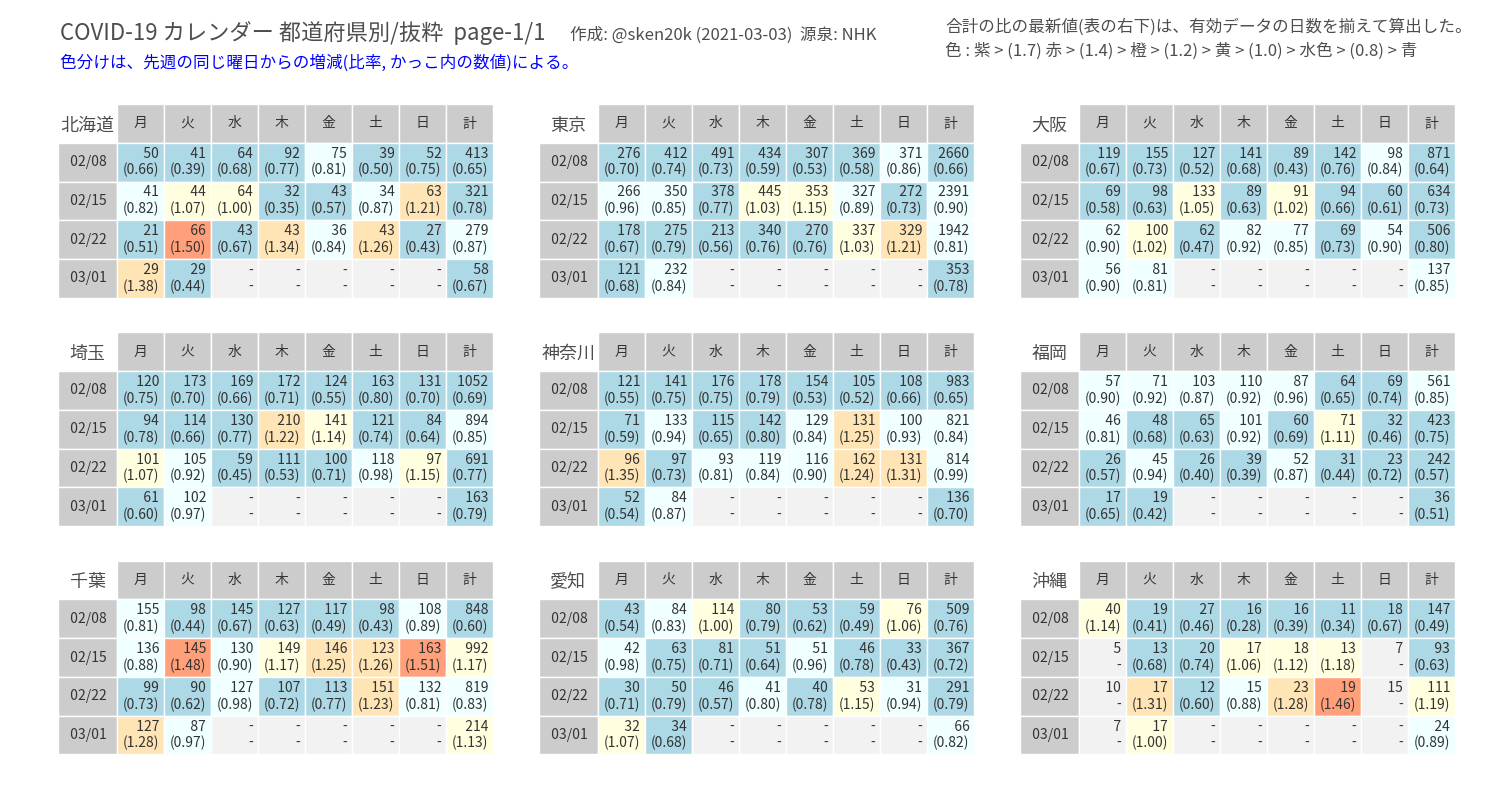 COVID-19 カレンダー 都道府県別/抜粋 page-1/1 作成: @sken20k (2021-03-03) 源泉: NHK
合計の比の最新値(表の右下)は、有効データの日数を揃えて算出した。
色分けは、先週の同じ曜日からの増減(比率, かっこ内の数値)による。
色 : 紫 > (1.7) 赤 > (1.4) > 橙 > (1.2) > 黄 > (1.0) > 水色 > (0.8) > 青
北海道 月 火 水 木 金 土 日 計
02/08 50 41 64 92 75 39 52 413
(0.66) (0.39) (0.68) (0.77) (0.81) (0.50) (0.75) (0.65)
02/15 41 44 64 32 43 34 63 321
(0.82) (1.07) (1.00) (0.35) (0.57) (0.87) (1.21) (0.78)
02/22 21 66 43 43 36 43 27 279
(0.51) (1.50) (0.67) (1.34) (0.84) (1.26) (0.43) (0.87)
03/01 29 29 - - - - - 58
(1.38) (0.44) - - - - - (0.67)
東京 月 火 水 木 金 土 日 計
02/08 276 412 491 434 307 369 371 2660
(0.70) (0.74) (0.73) (0.59) (0.53) (0.58) (0.86) (0.66)
02/15 266 350 378 445 353 327 272 2391
(0.96) (0.85) (0.77) (1.03) (1.15) (0.89) (0.73) (0.90)
02/22 178 275 213 340 270 337 329 1942
(0.67) (0.79) (0.56) (0.76) (0.76) (1.03) (1.21) (0.81)
03/01 121 232 - - - - - 353
(0.68) (0.84) - - - - - (0.78)
大阪 月 火 水 木 金 土 日 計
02/08 119 155 127 141 89 142 98 871
(0.67) (0.73) (0.52) (0.68) (0.43) (0.76) (0.84) (0.64)
02/15 69 98 133 89 91 94 60 634
(0.58) (0.63) (1.05) (0.63) (1.02) (0.66) (0.61) (0.73)
02/22 62 100 62 82 77 69 54 506
(0.90) (1.02) (0.47) (0.92) (0.85) (0.73) (0.90) (0.80)
03/01 56 81 - - - - - 137
(0.90) (0.81) - - - - - (0.85)
埼玉 月 火 水 木 金 土 日 計
02/08 120 173 169 172 124 163 131 1052
(0.75) (0.70) (0.66) (0.71) (0.55) (0.80) (0.70) (0.69)
02/15 94 114 130 210 141 121 84 894
(0.78) (0.66) (0.77) (1.22) (1.14) (0.74) (0.64) (0.85)
02/22 101 105 59 111 100 118 97 691
(1.07) (0.92) (0.45) (0.53) (0.71) (0.98) (1.15) (0.77)
03/01 61 102 - - - - - 163
(0.60) (0.97) - - - - - (0.79)
神奈川 月 火 水 木 金 土 日 計
02/08 121 141 176 178 154 105 108 983
(0.55) (0.75) (0.75) (0.79) (0.53) (0.52) (0.66) (0.65)
02/15 71 133 115 142 129 131 100 821
(0.59) (0.94) (0.65) (0.80) (0.84) (1.25) (0.93) (0.84)
02/22 96 97 93 119 116 162 131 814
(1.35) (0.73) (0.81) (0.84) (0.90) (1.24) (1.31) (0.99)
03/01 52 84 - - - - - 136
(0.54) (0.87) - - - - - (0.70)
福岡 月 火 水 木 金 土 日 計
02/08 57 71 103 110 87 64 69 561
(0.90) (0.92) (0.87) (0.92) (0.96) (0.65) (0.74) (0.85)
02/15 46 48 65 101 60 71 32 423
(0.81) (0.68) (0.63) (0.92) (0.69) (1.11) (0.46) (0.75)
02/22 26 45 26 39 52 31 23 242
(0.57) (0.94) (0.40) (0.39) (0.87) (0.44) (0.72) (0.57)
03/01 17 19 - - - - - 36
(0.65) (0.42) - - - - - (0.51)
千葉 月 火 水 木 金 土 日 計
02/08 155 98 145 127 117 98 108 848
(0.81) (0.44) (0.67) (0.63) (0.49) (0.43) (0.89) (0.60)
02/15 136 145 130 149 146 123 163 992
(0.88) (1.48) (0.90) (1.17) (1.25) (1.26) (1.51) (1.17)
02/22 99 90 127 107 113 151 132 819
(0.73) (0.62) (0.98) (0.72) (0.77) (1.23) (0.81) (0.83)
03/01 127 87 - - - - - 214
(1.28) (0.97) - - - - - (1.13)
愛知 月 火 水 木 金 土 日 計
02/08 43 84 114 80 53 59 76 509
(0.54) (0.83) (1.00) (0.79) (0.62) (0.49) (1.06) (0.76)
02/15 42 63 81 51 51 46 33 367
(0.98) (0.75) (0.71) (0.64) (0.96) (0.78) (0.43) (0.72)
02/22 30 50 46 41 40 53 31 291
(0.71) (0.79) (0.57) (0.80) (0.78) (1.15) (0.94) (0.79)
03/01 32 34 - - - - - 66
(1.07) (0.68) - - - - - (0.82)
沖縄 月 火 水 木 金 土 日 計
02/08 40 19 27 16 16 11 18 147
(1.14) (0.41) (0.46) (0.28) (0.39) (0.34) (0.67) (0.49)
02/15 5 13 20 17 18 13 7 93
- (0.68) (0.74) (1.06) (1.12) (1.18) - (0.63)
02/22 10 17 12 15 23 19 15 111
- (1.31) (0.60) (0.88) (1.28) (1.46) - (1.19)
03/01 7 17 - - - - - 24
- (1.00) - - - - - (0.89)